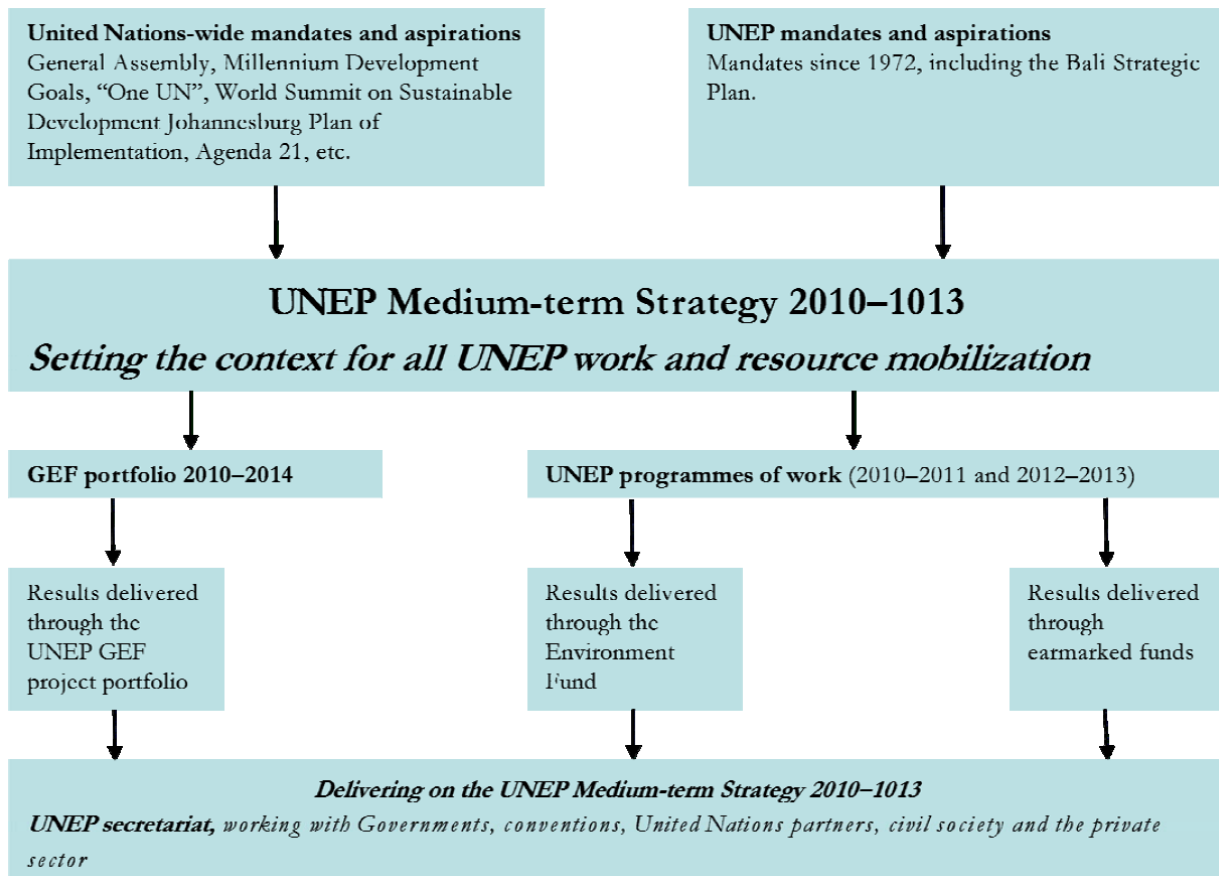 United Nations-wide mandates and aspirations
General Assembly, Millennium Development
Goals, “One UN”, World Summit on Sustainable
Development Johannesburg Plan of
Implementation, Agenda 21, etc.
UNEP mandates and aspirations
Mandates since 1972, including the Bali Strategic
Plan.
UNEP Medium-term Strategy 2010–1013
Setting the context for all UNEP work and resource mobilization
GEF portfolio 2010–2014
UNEP programmes of work (2010–2011 and 2012–2013)
Results delivered
through the
UNEP GEF
project portfolio
Results delivered
through the
Environment
Fund
Results delivered
through
earmarked funds
Delivering on the UNEP Medium-term Strategy 2010–1013
UNEP secretariat, working with Governments, conventions, United Nations partners, civil society and the private
sector